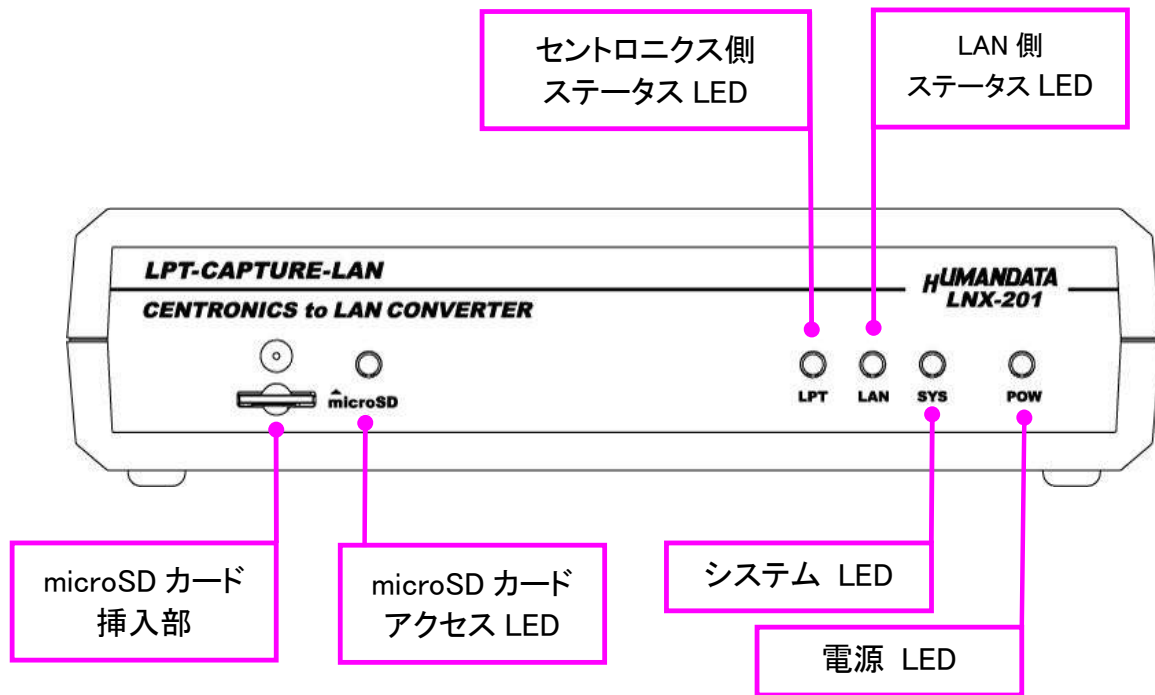 セントロニクス側
ステータス LED
LAN 側
ステータス LED
LPT-CAPTURE-LAN
HUMANDATA
LNX-201
CENTRONICS to LAN CONVERTER
microSD
LPT
LAN
SYS
POW
microSD カード
挿入部
microSD カード
アクセス LED
システム LED
電源 LED